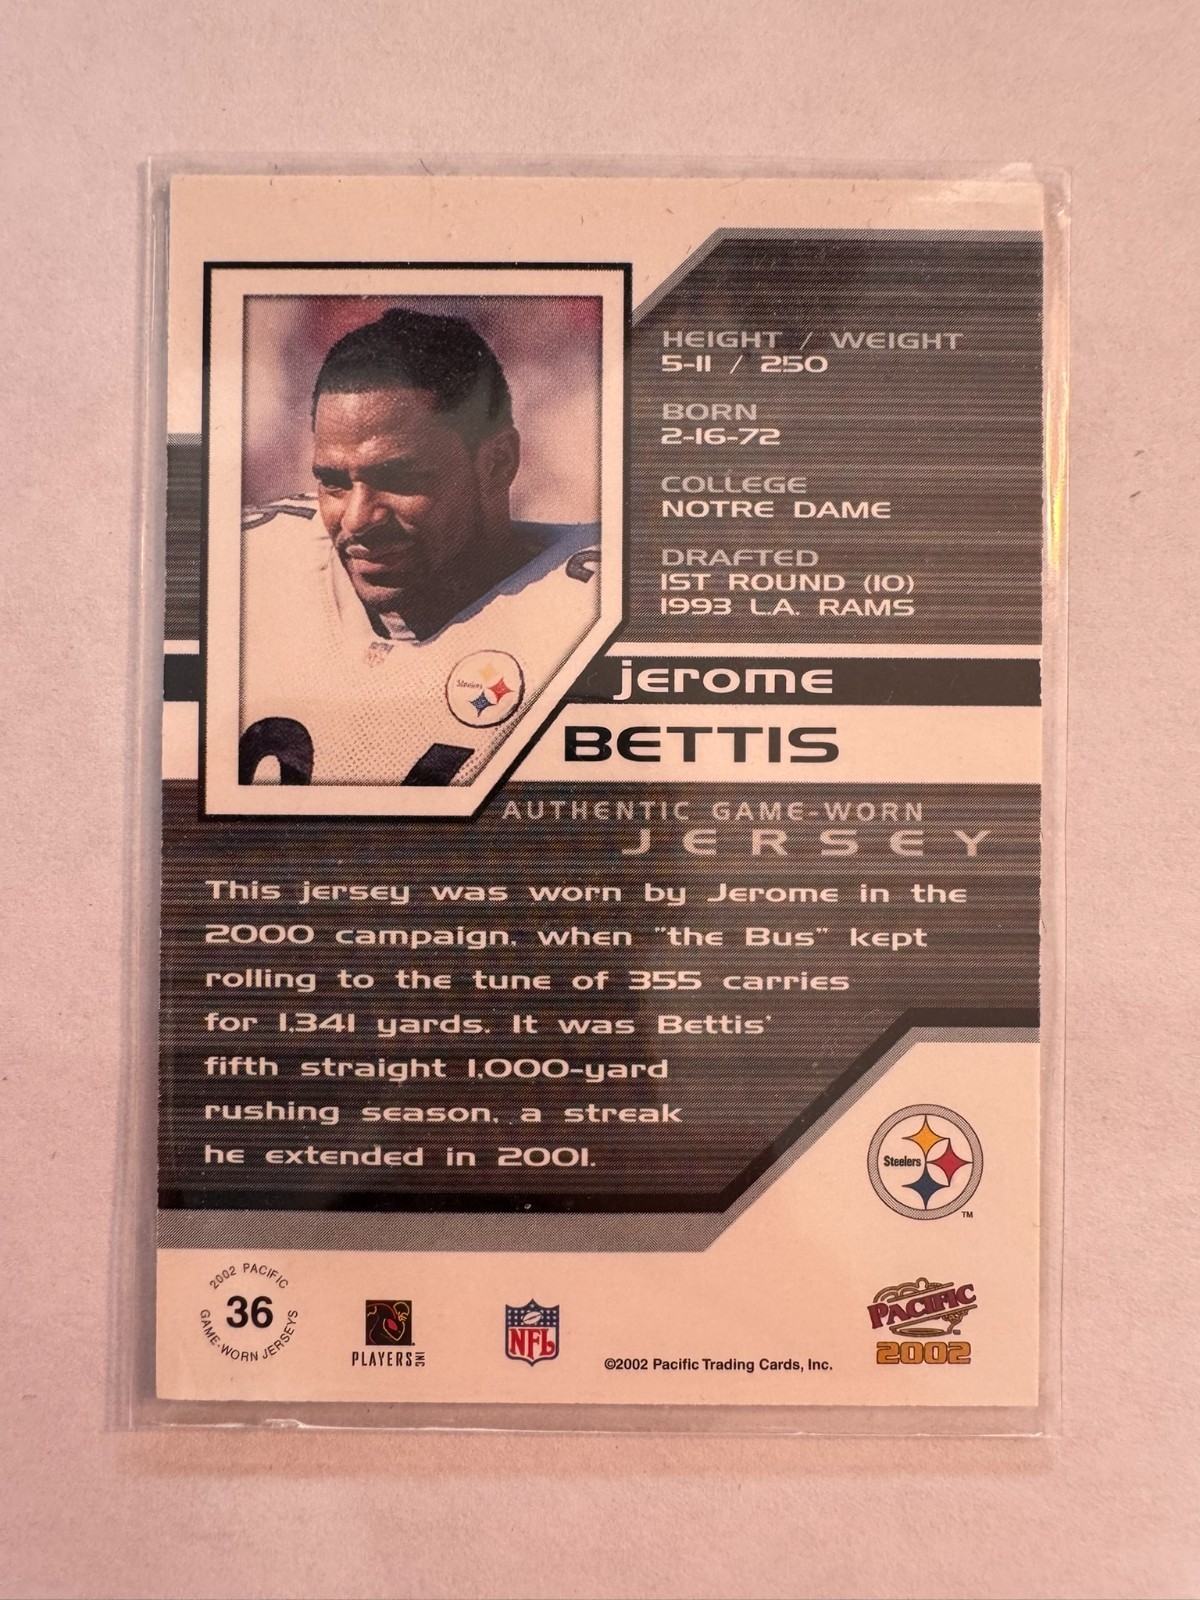 HEIGHT / WEIGHT
5-11 / 250
BORN
2-16-72
COLLEGE
NOTRE DAME
DRAFTED
1ST ROUND (10)
1993 L.A. RAMS
Steelers
jerome
BETTIS
AUTHENTIC GAME-WORN
JERSEY
This jersey was worn by Jerome in the
2000 campaign, when "the Bus" kept
rolling to the tune of 355 carries
for 1,341 yards. It was Bettis'
fifth straight 1,000-yard
rushing season, a streak
he extended in 2001.
Steelers
TM
2002 PACIFIC
36
GAME-WORN JERSEYS
PLAYERS INC
NFL
©2002 Pacific Trading Cards, Inc.
PACIFIC
2002